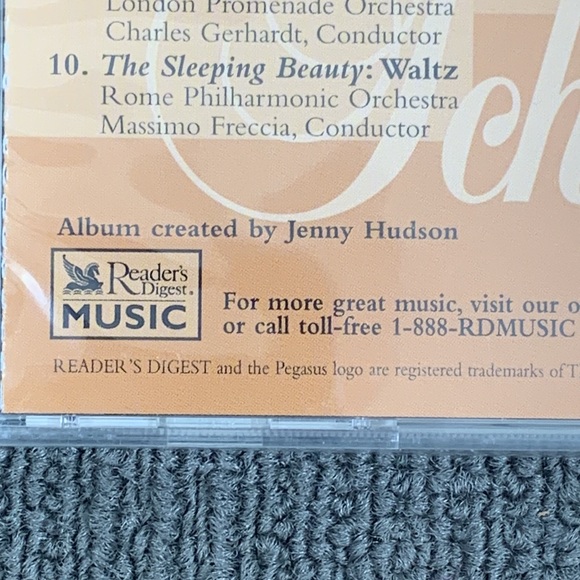 London Promenade Orchestra
Charles Gerhardt, Conductor
10. The Sleeping Beauty: Waltz
Rome Philharmonic Orchestra
Massimo Freccia, Conductor
Album created by Jenny Hudson
Reader's
Digest®
MUSIC
For more great music, visit our o
or call toll-free 1-888-RDMUSIC
READER'S DIGEST and the Pegasus logo are registered trademarks of T